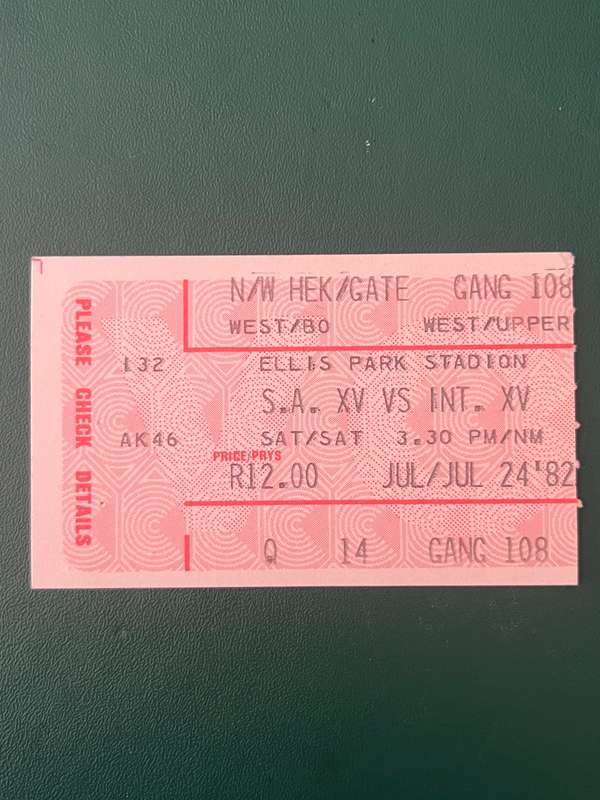 PLEASE CHECK DETAILS
N/W HEK/GATE GANG 108
WEST/BO WEST/UPPER
132 ELLIS PARK STADION
S.A. XV VS INT. XV
AK46 SAT/SAT 3.30 PM/NM
PRICE/PRYS
R12.00 JUL/JUL 24'82
Q 14 GANG 108